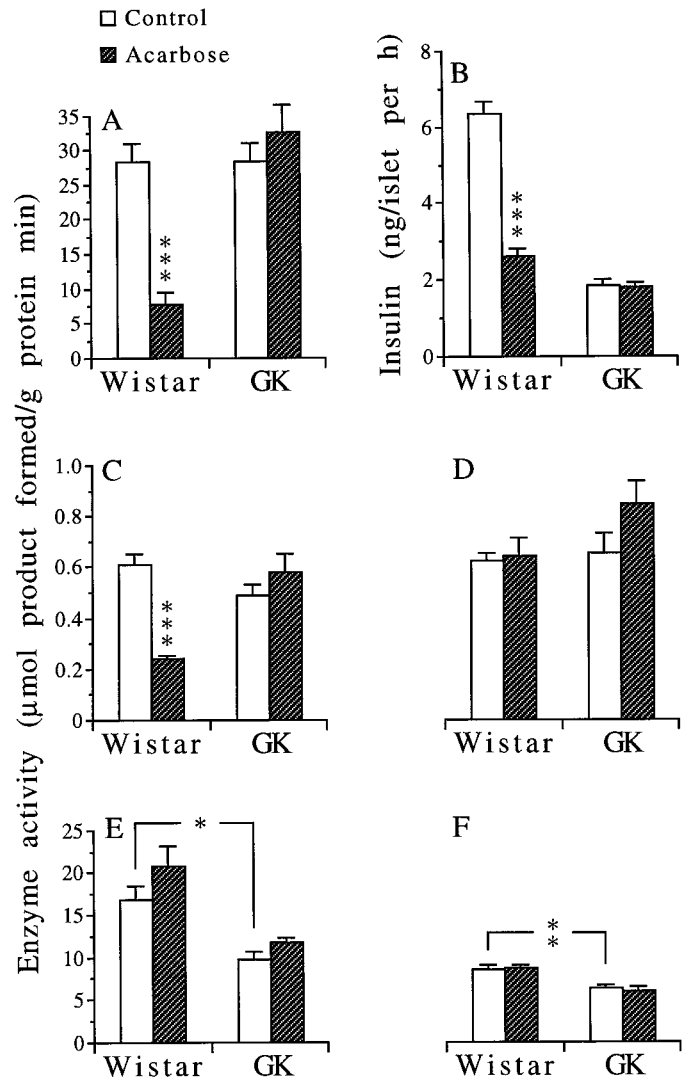 Control
Acarbose
A
35
30
25
20
15
10
5
0
***
Wistar GK
B
8
6
4
2
0
***
Wistar GK
Insulin (ng/islet per h)
C
1.0
0.8
0.6
0.4
0.2
0
***
Wistar GK
D
Wistar GK
E
25
20
15
10
5
0
*
Wistar GK
F
**
Wistar GK
Enzyme activity (µmol product formed/g protein min)